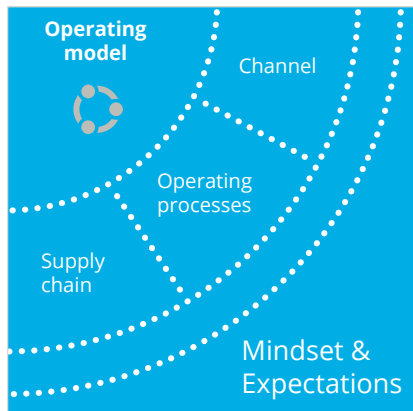 Operating
model
Channel
Operating
processes
Supply
chain
Mindset &
Expectations